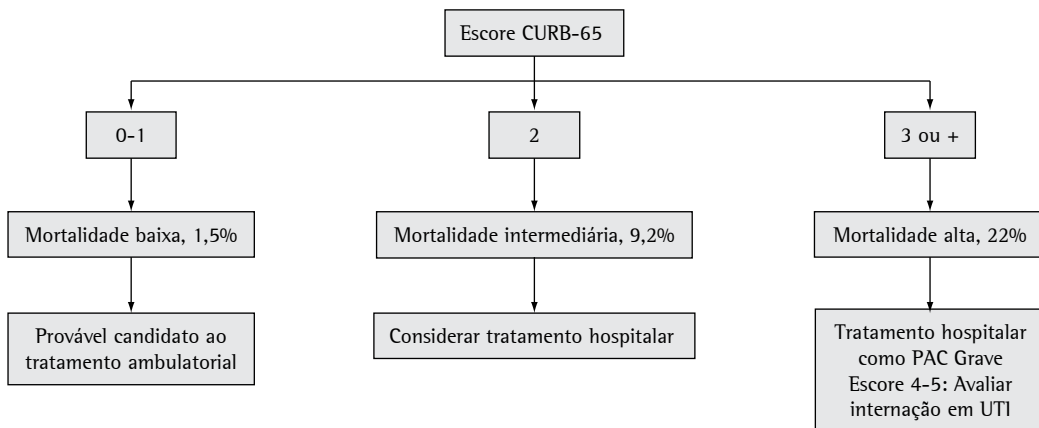 Escore CURB-65
0-1
2
3 ou +
Mortalidade baixa, 1,5%
Mortalidade intermediária, 9,2%
Mortalidade alta, 22%
Provável candidato ao
tratamento ambulatorial
Considerar tratamento hospitalar
Tratamento hospitalar
como PAC Grave
Escore 4-5: Avaliar
internação em UTI